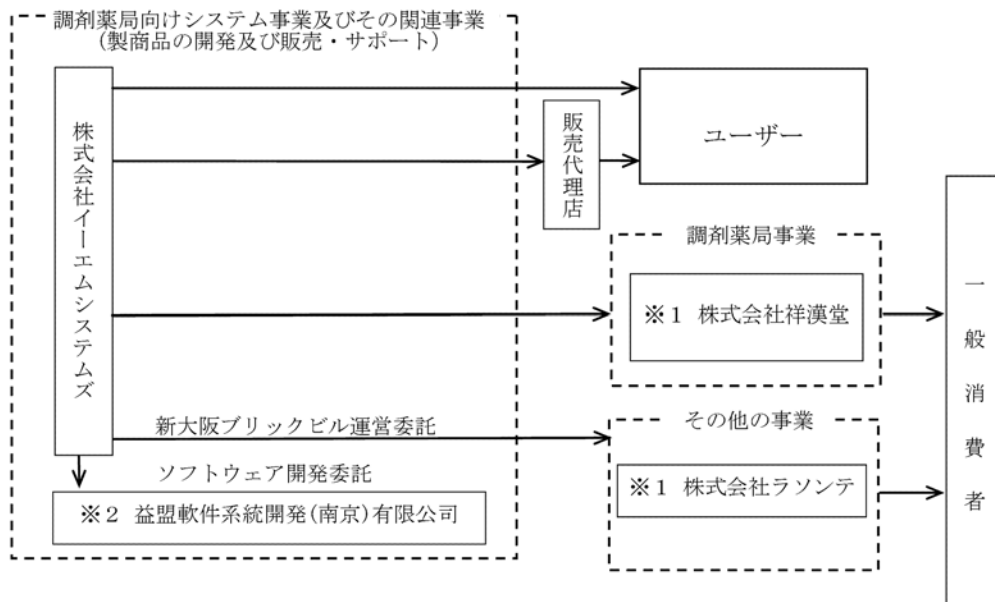 調剤薬局向けシステム事業及びその関連事業
(製商品の開発及び販売・サポート)
株式会社イーエムシステムズ
販売代理店
ユーザー
調剤薬局事業
※1 株式会社祥漢堂
一般消費者
新大阪ブリックビル運営委託
その他の事業
※1 株式会社ラソンテ
ソフトウェア開発委託
※2 益盟軟件系統開発(南京)有限公司